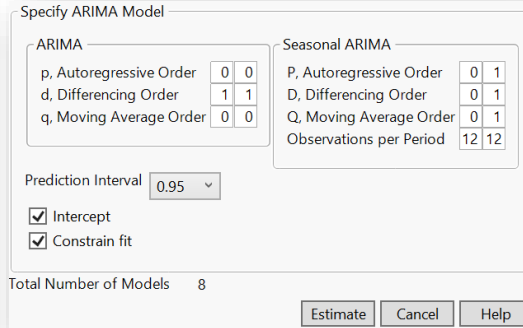 Specify ARIMA Model
ARIMA
p, Autoregressive Order 0 0
d, Differencing Order 1 1
q, Moving Average Order 0 0
Seasonal ARIMA
P, Autoregressive Order 0 1
D, Differencing Order 0 1
Q, Moving Average Order 0 1
Observations per Period 12 12
Prediction Interval 0.95
Intercept
Constrain fit
Total Number of Models 8
Estimate Cancel Help